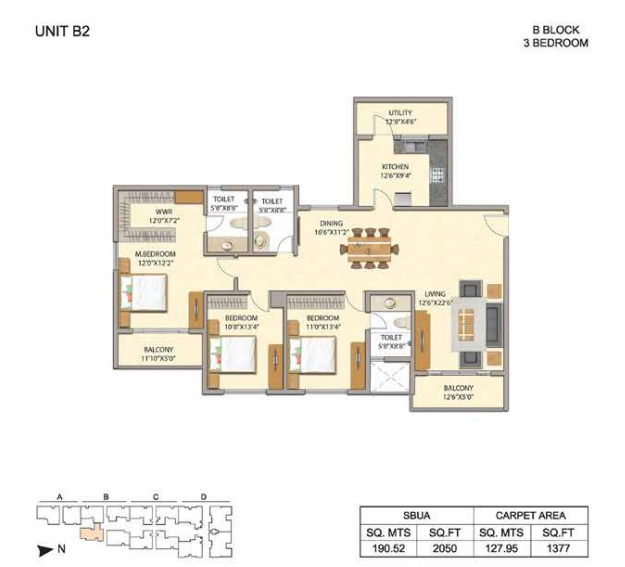 UNIT B2
B BLOCK
3 BEDROOM
UTILITY
12'9"X4'6"
KITCHEN
12'6"X9'4"
WWR
12'0"X7'2"
TOILET
5'8"X8'8"
TOILET
5'8"X8'8"
DINING
16'6"X11'2"
M.BEDROOM
12'0"X12'2"
LIVING
12'6"X22'6"
BEDROOM
10'8"X13'4"
BEDROOM
11'0"X13'4"
TOILET
5'8"X8'8"
BALCONY
11'10"X5'0"
BALCONY
12'6"X5'0"
A B C D
N
SBUA CARPET AREA
SQ. MTS SQ.FT SQ. MTS SQ.FT
190.52 2050 127.95 1377